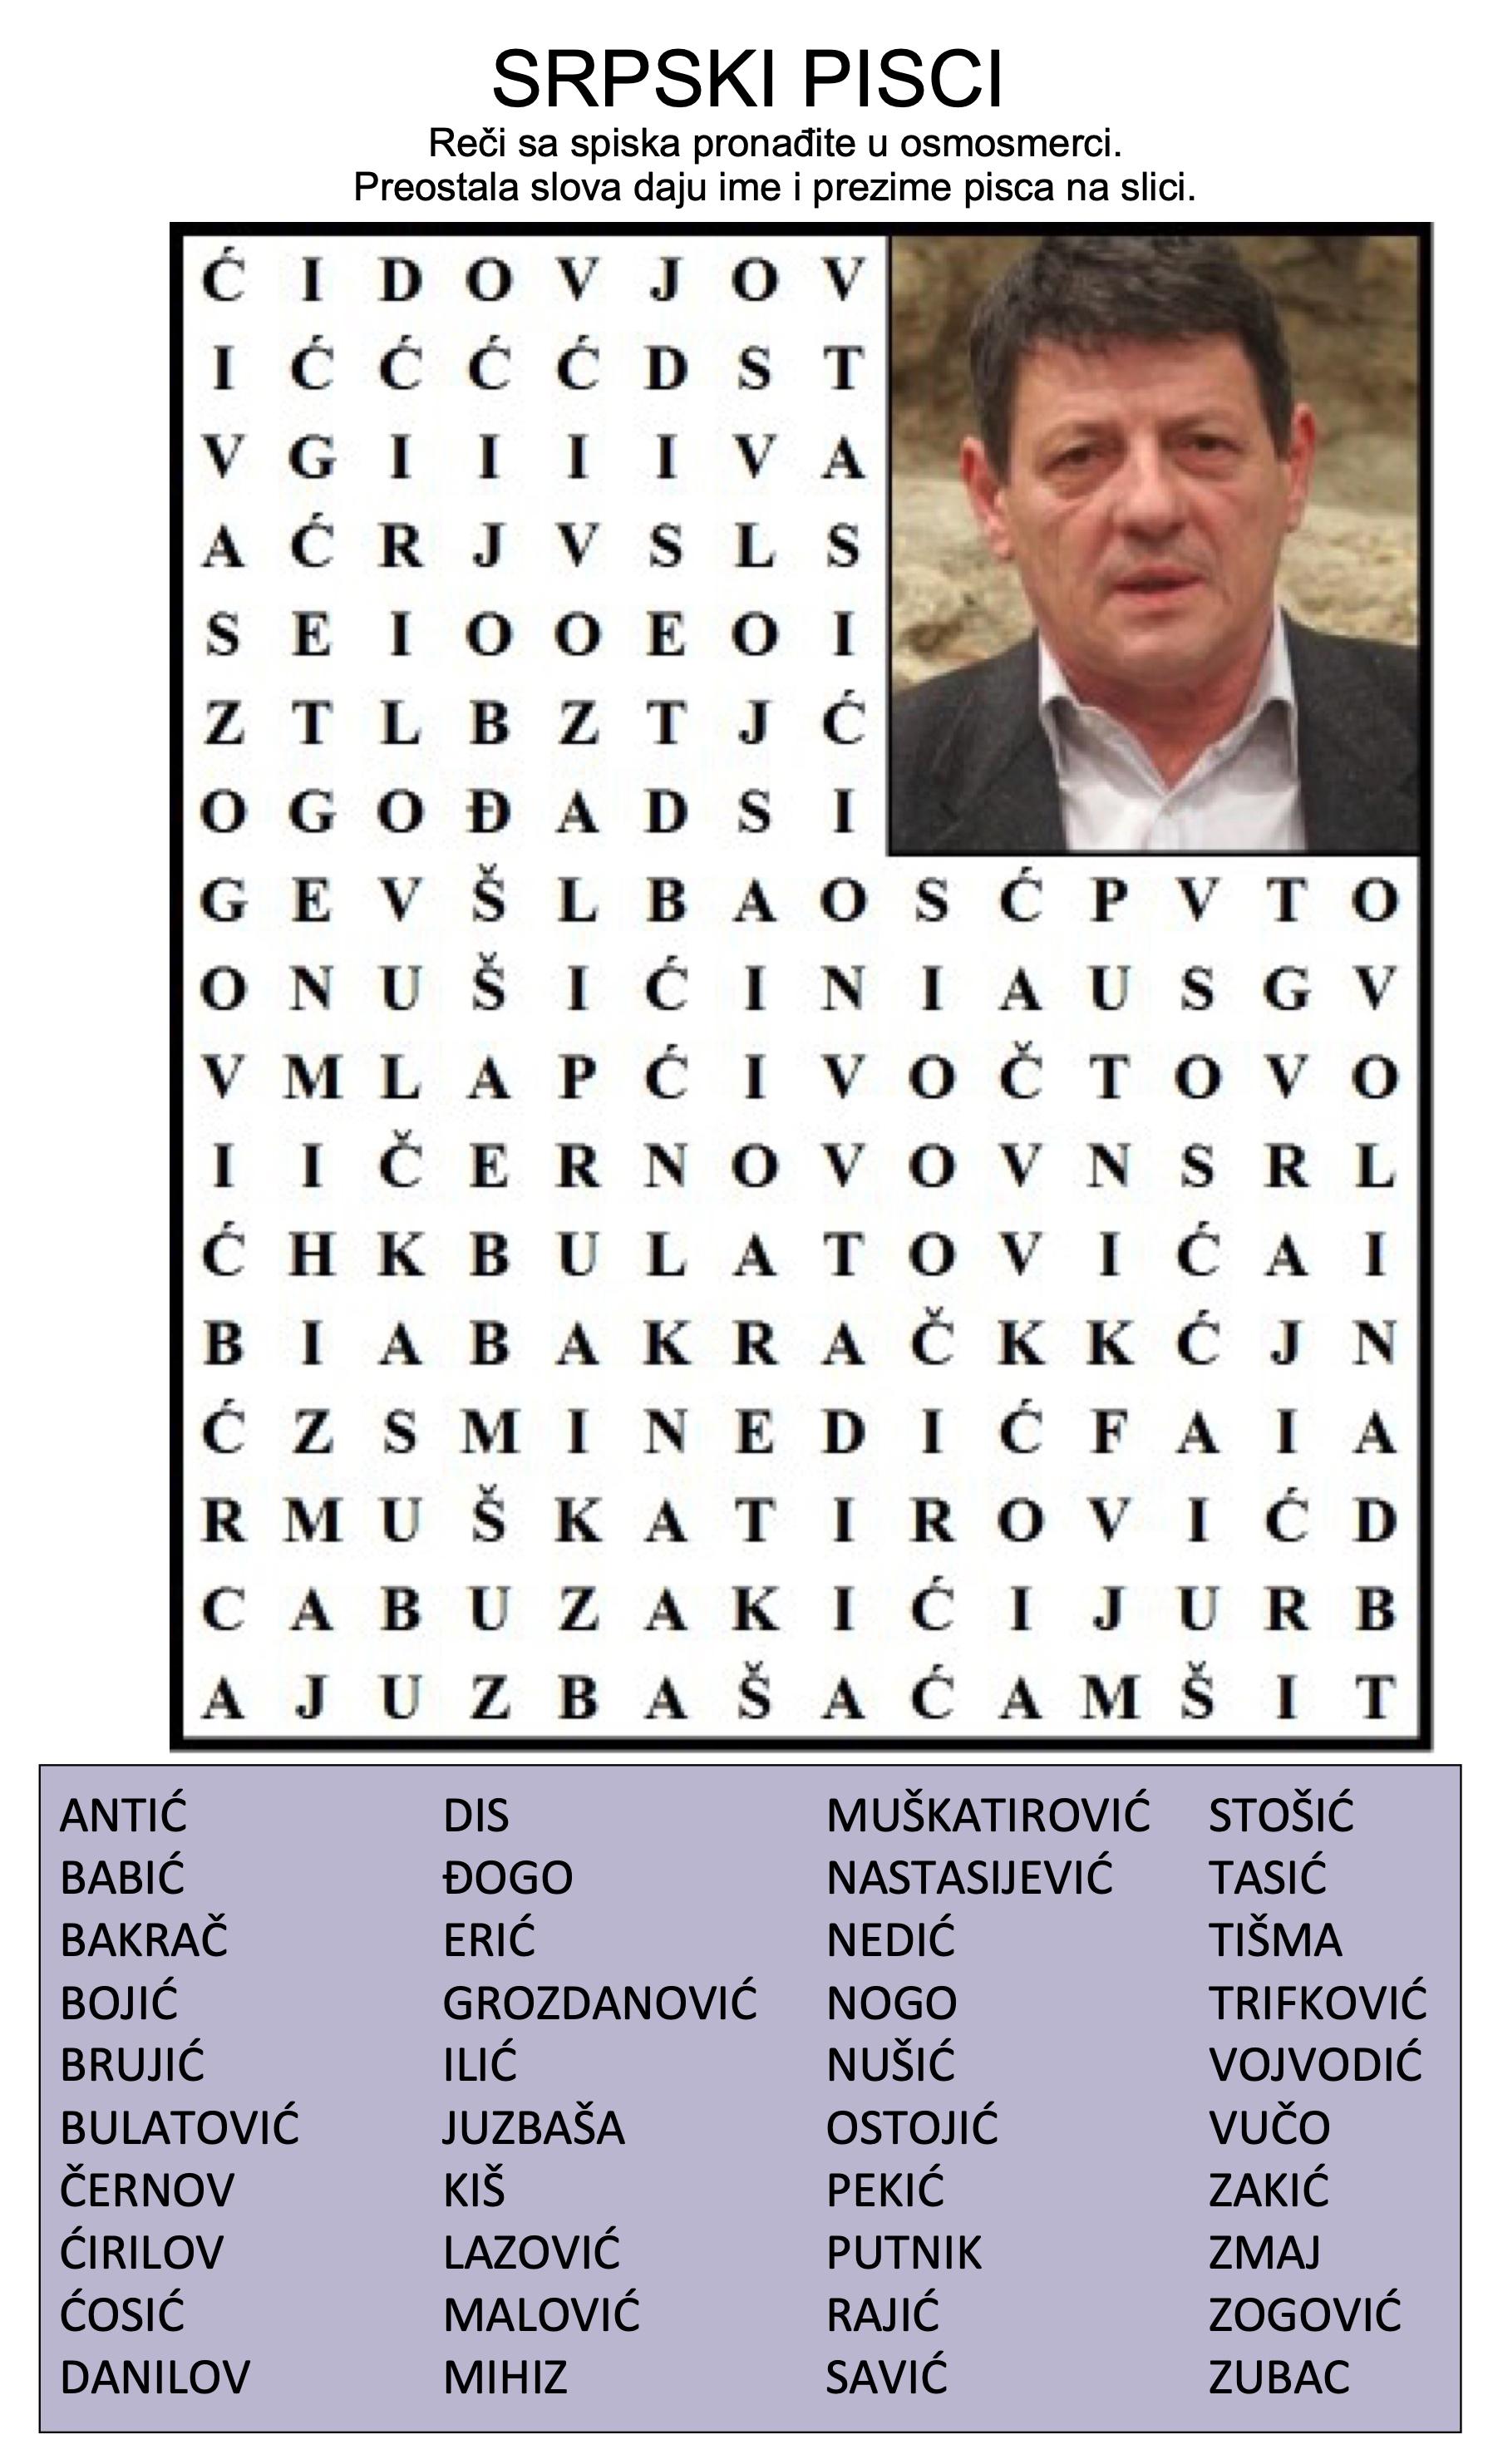 SRPSKI PISCI
Reči sa spiska pronađite u osmosmerci.
Preostala slova daju ime i prezime pisca na slici.
Ć I D O V J O V
I Ć Ć Ć Ć D S T
V G I I I I V A
A Ć R J V S L S
S E I O O E O I
Z T L B Z T J Ć
O G O Đ A D S I
G E V Š L B A O S Ć P V T O
O N U Š I Ć I N I A U S G V
V M L A P Ć I V O Č T O V O
I I Č E R N O V O V N S R L
Ć H K B U L A T O V I Ć A I
B I A B A K R A Č K K Ć J N
Ć Z S M I N E D I Ć F A I A
R M U Š K A T I R O V I Ć D
C A B U Z A K I Ć I J U R B
A J U Z B A Š A Ć A M Š I T
ANTIĆ DIS MUŠKATIROVIĆ STOŠIĆ
BABIĆ ĐOGO NASTASIJEVIĆ TASIĆ
BAKRAČ ERIĆ NEDIĆ TIŠMA
BOJIĆ GROZDANOVIĆ NOGO TRIFKOVIĆ
BRUJIĆ ILIĆ NUŠIĆ VOJVODIĆ
BULATOVIĆ JUZBAŠA OSTOJIĆ VUČO
ČERNOV KIŠ PEKIĆ ZAKIĆ
ĆIRILOV LAZOVIĆ PUTNIK ZMAJ
ĆOSIĆ MALOVIĆ RAJIĆ ZOGOVIĆ
DANILOV MIHIZ SAVIĆ ZUBAC